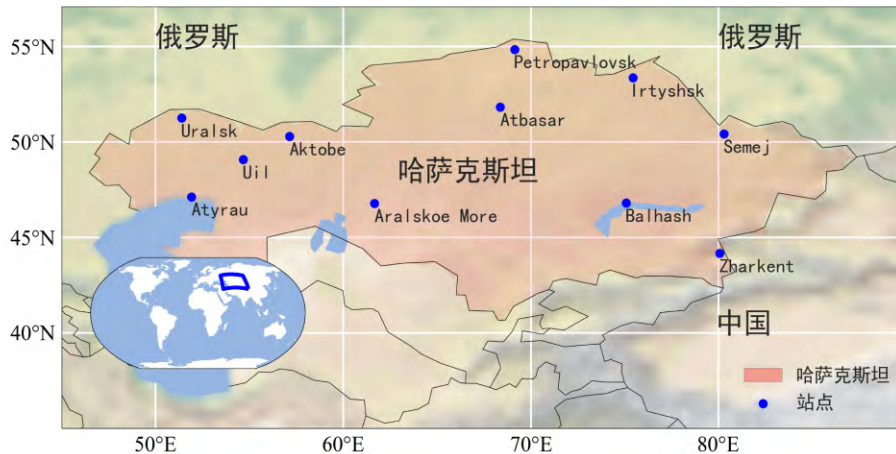 俄罗斯
俄罗斯
55°N
Petropavlovsk
Irtyshsk
Atbasar
Uralsk
50°N
Aktobe
Semej
Uil
哈萨克斯坦
Atyrau
Aralskoe More
Balhash
45°N
Zharkent
中国
40°N
哈萨克斯坦
站点
50°E
60°E
70°E
80°E